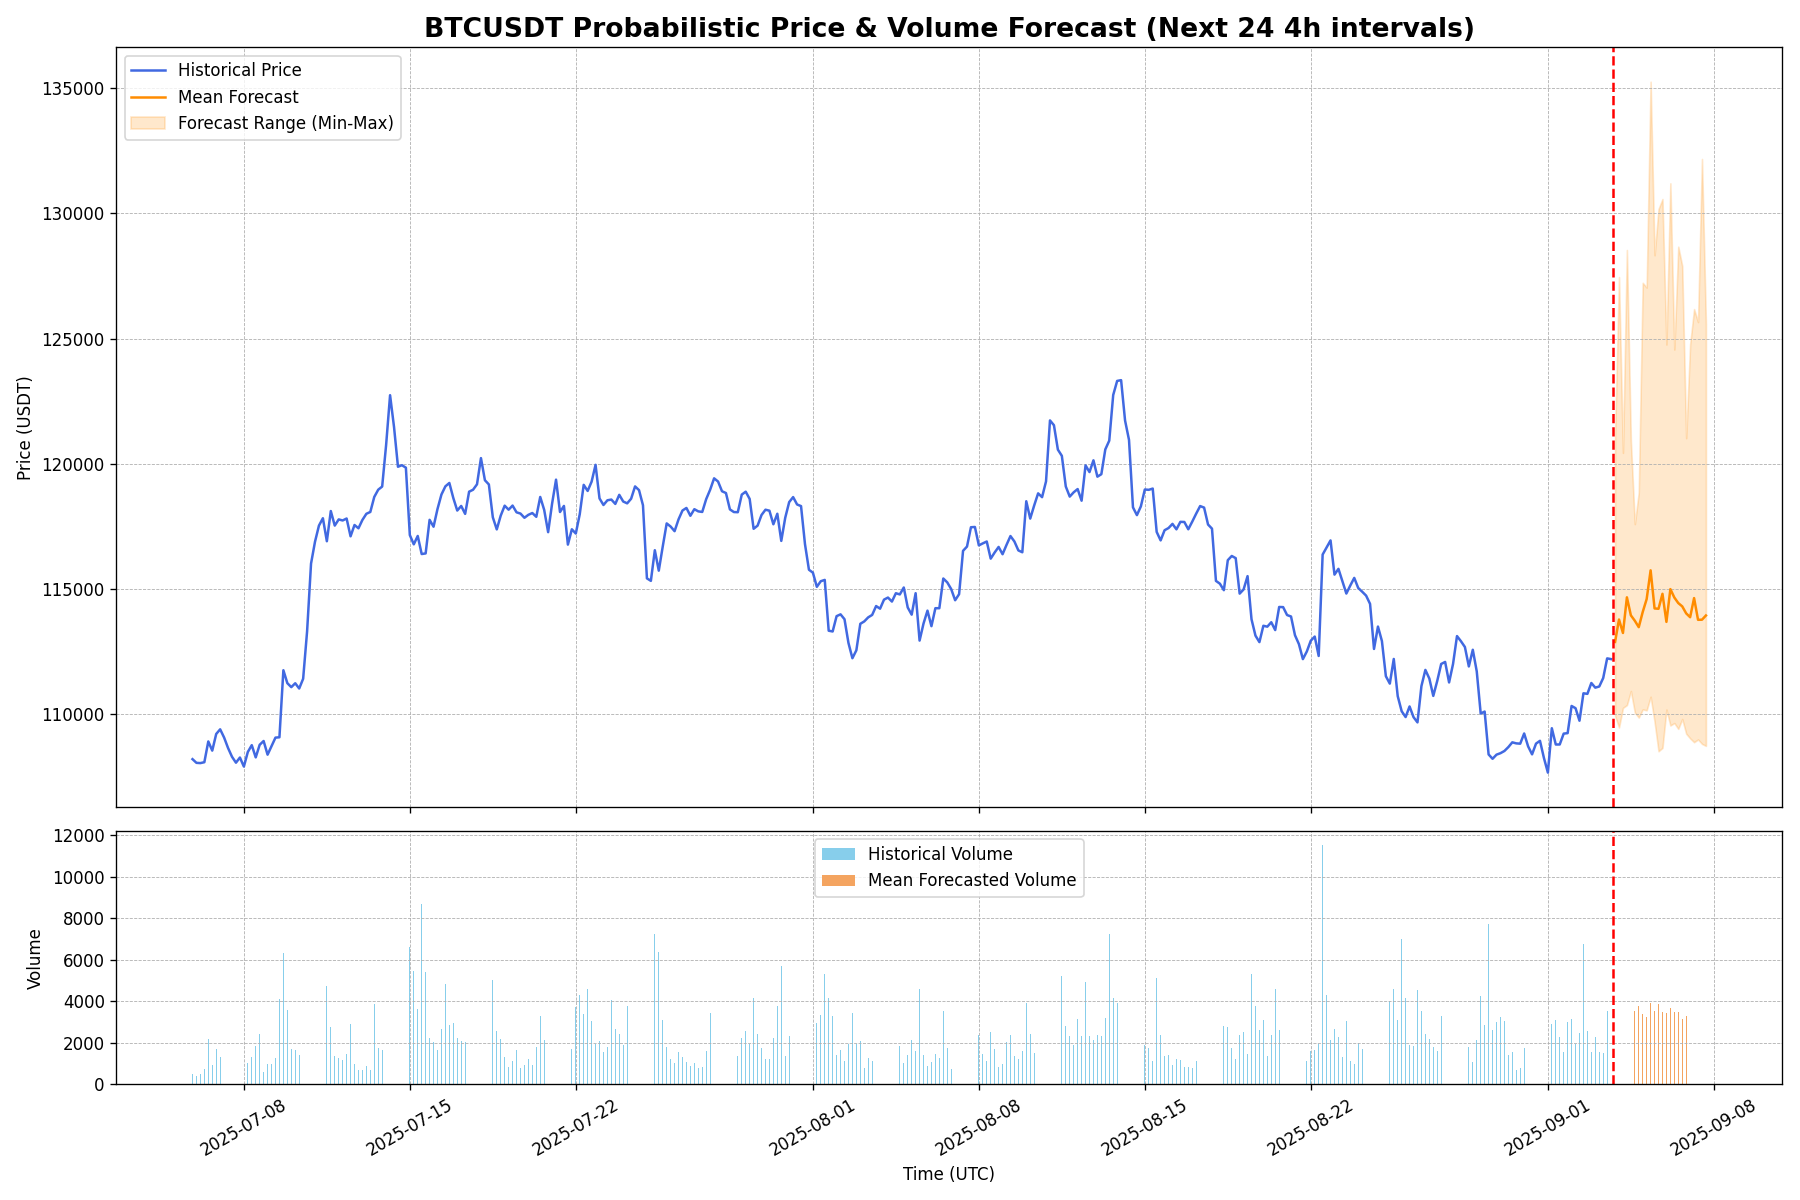 BTCUSDT Probabilistic Price & Volume Forecast (Next 24 4h intervals)
Historical Price
Mean Forecast
Forecast Range (Min-Max)
135000
130000
125000
120000
115000
110000
Price (USDT)
Historical Volume
Mean Forecasted Volume
12000
10000
8000
6000
4000
2000
0
Volume
2025-07-08
2025-07-15
2025-07-22
2025-08-01
2025-08-08
2025-08-15
2025-08-22
2025-09-01
2025-09-08
Time (UTC)